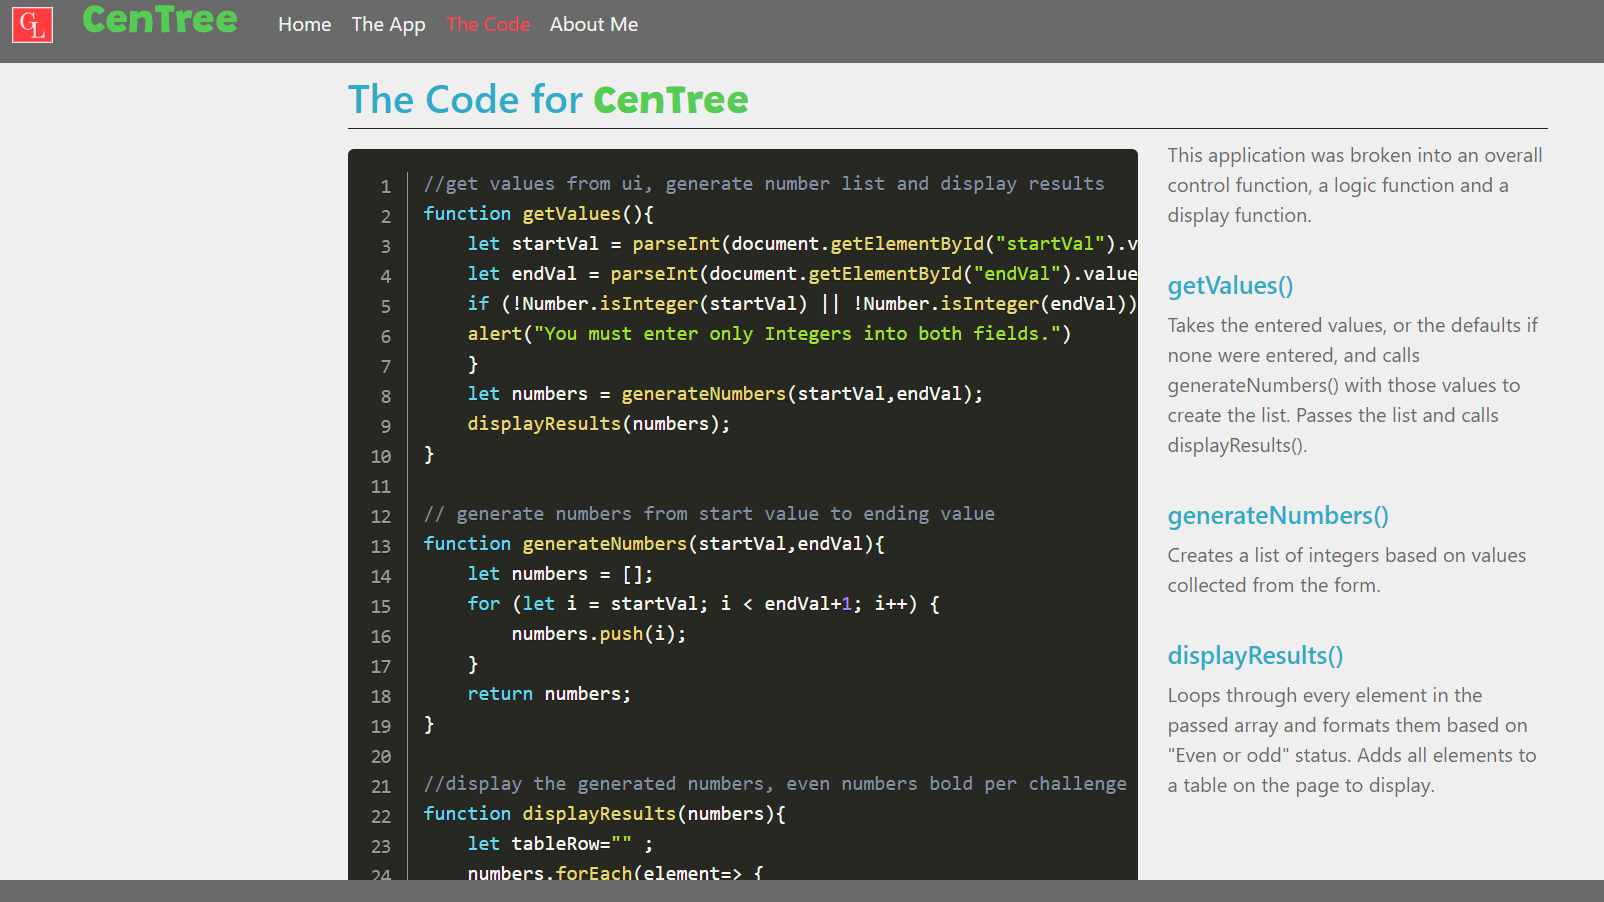 GL CenTree Home The App The Code About Me
The Code for CenTree
1 //get values from ui, generate number list and display results
2 function getValues(){
3     let startVal = parseInt(document.getElementById("startVal").v
4     let endVal = parseInt(document.getElementById("endVal").value
5     if (!Number.isInteger(startVal) || !Number.isInteger(endVal))
6     alert("You must enter only Integers into both fields.")
7     }
8     let numbers = generateNumbers(startVal,endVal);
9     displayResults(numbers);
10 }
11
12 // generate numbers from start value to ending value
13 function generateNumbers(startVal,endVal){
14     let numbers = [];
15     for (let i = startVal; i < endVal+1; i++) {
16         numbers.push(i);
17     }
18     return numbers;
19 }
20
21 //display the generated numbers, even numbers bold per challenge
22 function displayResults(numbers){
23     let tableRow="" ;
24     numbers.forEach(element=> {
This application was broken into an overall
control function, a logic function and a
display function.
getValues()
Takes the entered values, or the defaults if
none were entered, and calls
generateNumbers() with those values to
create the list. Passes the list and calls
displayResults().
generateNumbers()
Creates a list of integers based on values
collected from the form.
displayResults()
Loops through every element in the
passed array and formats them based on
"Even or odd" status. Adds all elements to
a table on the page to display.